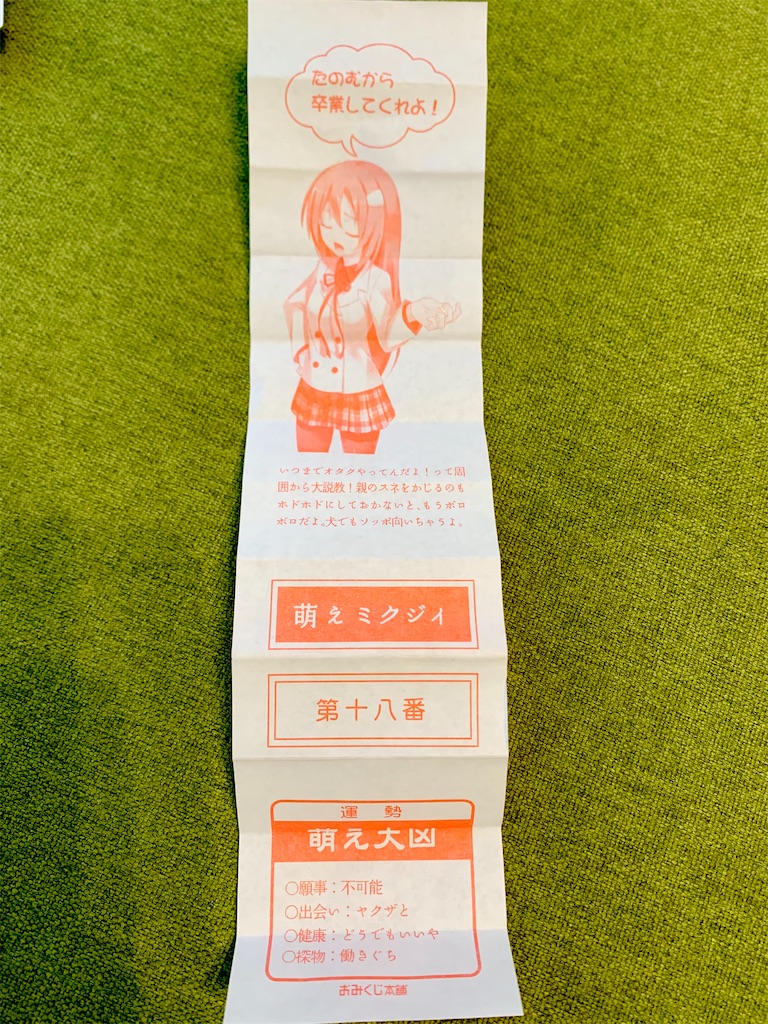 たのむから
卒業してくれよ！
いつまでオタクやってんだよ！って周
囲から大説教！親のスネをかじるのも
ホドホドにしておかないと、もうボロ
ボロだよ。犬でもソッポ向いちゃうよ。
萌えミクジィ
第十八番
運 勢
萌え大凶
○願事：不可能
○出会い：ヤクザと
○健康：どうでもいいや
○探物：働きぐち
おみくじ本舗